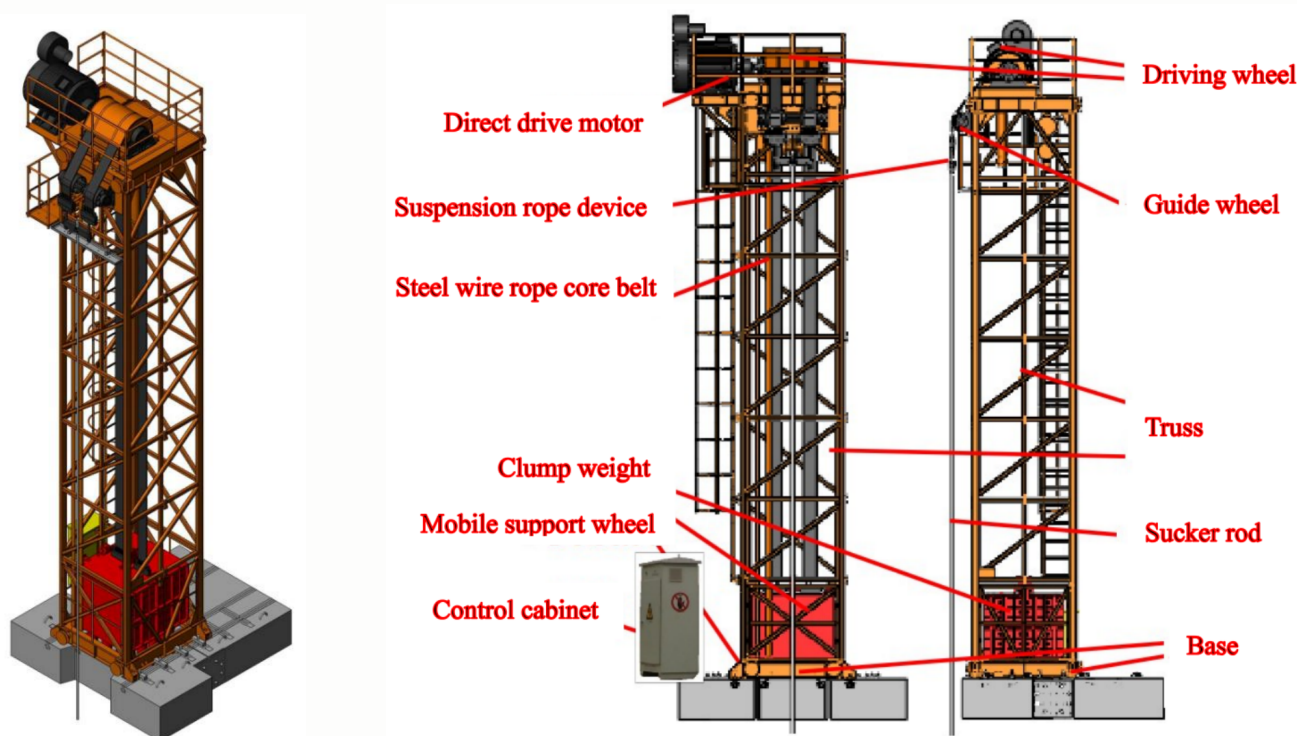 Driving wheel
Direct drive motor
Suspension rope device
Guide wheel
Steel wire rope core belt
Truss
Clump weight
Mobile support wheel
Sucker rod
Control cabinet
Base